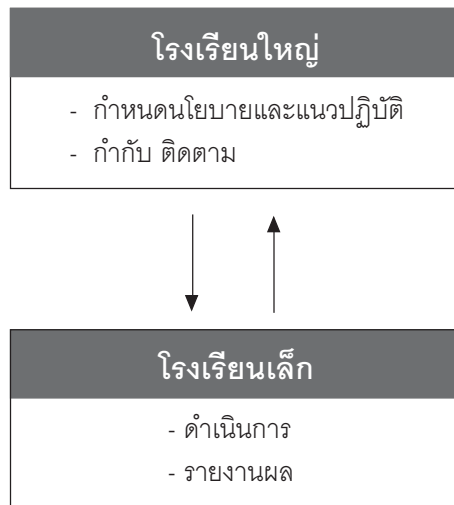 โรงเรียนใหญ่
- กำหนดนโยบายและแนวปฏิบัติ
- กำกับ ติดตาม
โรงเรียนเล็ก
- ดำเนินการ
- รายงานผล